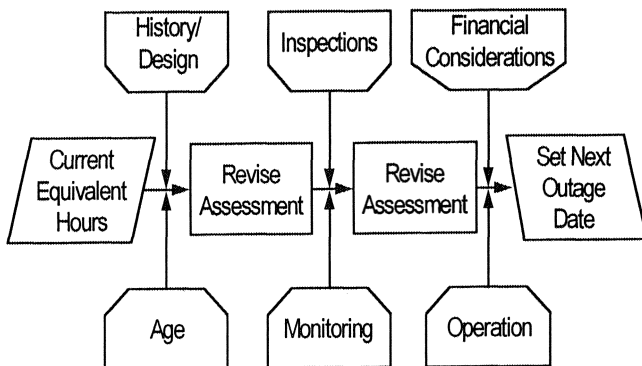 History/
Design
Inspections
Financial
Considerations
Current
Equivalent
Hours
Revise
Assessment
Revise
Assessment
Set Next
Outage
Date
Age
Monitoring
Operation